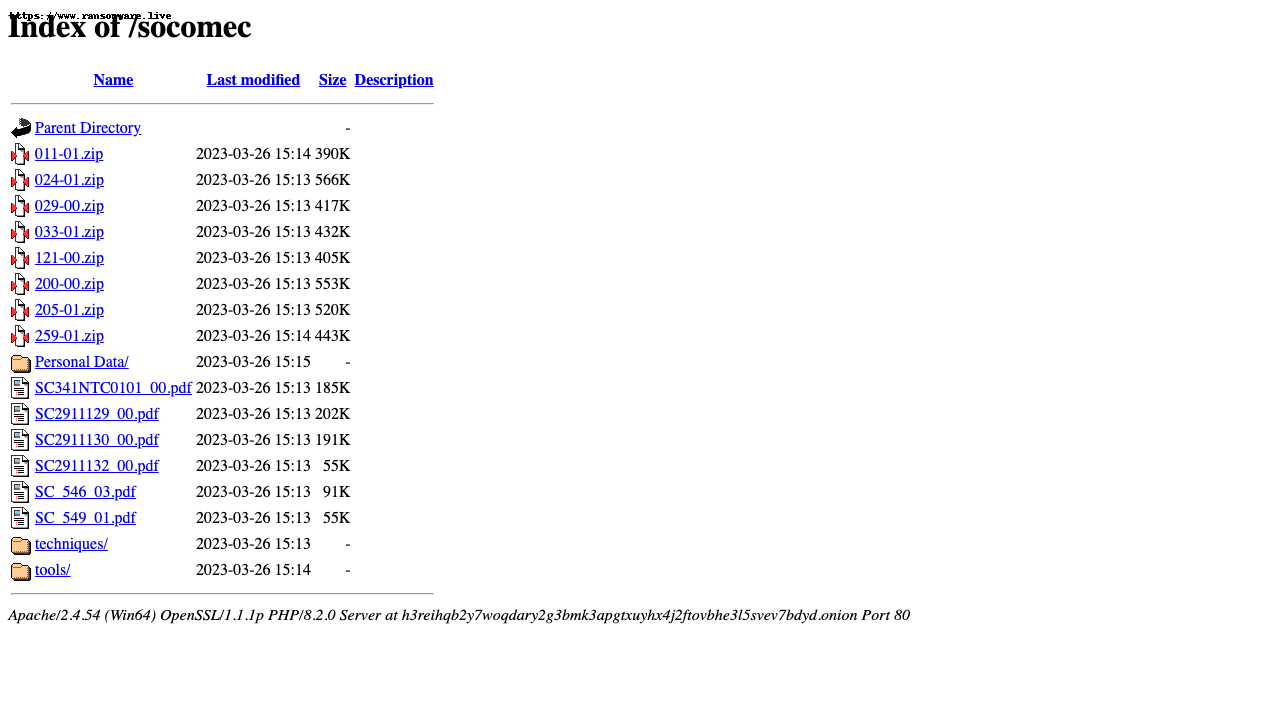 https://www.ransomware.live
Index of /socomec
Name Last modified Size Description
Parent Directory -
011-01.zip 2023-03-26 15:14 390K
024-01.zip 2023-03-26 15:13 566K
029-00.zip 2023-03-26 15:13 417K
033-01.zip 2023-03-26 15:13 432K
121-00.zip 2023-03-26 15:13 405K
200-00.zip 2023-03-26 15:13 553K
205-01.zip 2023-03-26 15:13 520K
259-01.zip 2023-03-26 15:14 443K
Personal Data/ 2023-03-26 15:15 -
SC341NTC0101_00.pdf 2023-03-26 15:13 185K
SC2911129_00.pdf 2023-03-26 15:13 202K
SC2911130_00.pdf 2023-03-26 15:13 191K
SC2911132_00.pdf 2023-03-26 15:13 55K
SC_546_03.pdf 2023-03-26 15:13 91K
SC_549_01.pdf 2023-03-26 15:13 55K
techniques/ 2023-03-26 15:13 -
tools/ 2023-03-26 15:14 -
Apache/2.4.54 (Win64) OpenSSL/1.1.1p PHP/8.2.0 Server at h3reihqb2y7woqdary2g3bmk3apgtxuyhx4j2ftovbhe3l5svev7bdyd.onion Port 80